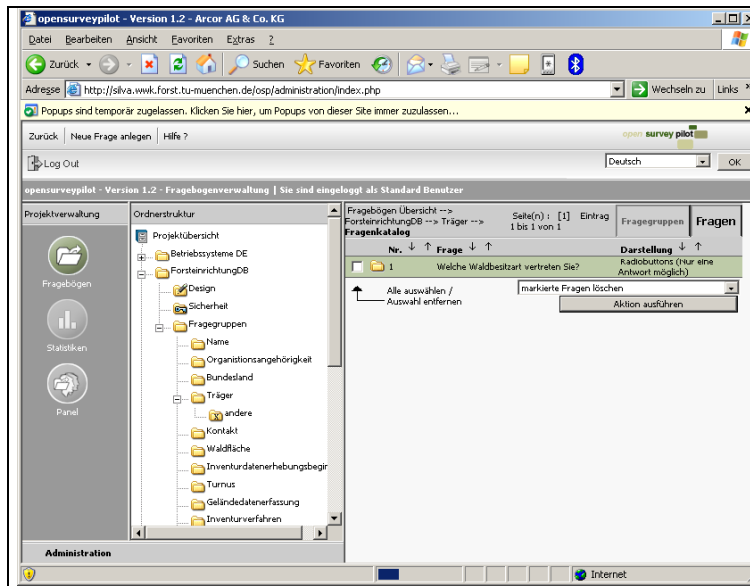 opensurveypilot - Version 1.2 - Arcor AG & Co. KG
Datei Bearbeiten Ansicht Favoriten Extras ?
Zurück Suchen Favoriten
Adresse http://silva.wwk.forst.tu-muenchen.de/osp/administration/index.php Wechseln zu Links »
Popups sind temporär zugelassen. Klicken Sie hier, um Popups von dieser Site immer zuzulassen...
Zurück Neue Frage anlegen Hilfe ? open survey pilot
Log Out Deutsch OK
opensurveypilot - Version 1.2 - Fragebogenverwaltung | Sie sind eingeloggt als Standard Benutzer
Projektverwaltung
Fragebögen
Statistiken
Panel
Administration
Ordnerstruktur
Projektübersicht
Betriebssysteme DE
ForsteinrichtungDB
Design
Sicherheit
Fragegruppen
Name
Organistionsangehörigkeit
Bundesland
Träger
andere
Kontakt
Waldfläche
Inventurdatenerhebungsbegir
Turnus
Geländedatenerfassung
Inventurverfahren
Fragebögen Übersicht -->
ForsteinrichtungDB --> Träger -->
Fragenkatalog
Seite(n) : [1] Eintrag
1 bis 1 von 1
Fragegruppen Fragen
Nr. ↓ ↑ Frage ↓ ↑ Darstellung ↓ ↑
1 Welche Waldbesitzart vertreten Sie? Radiobuttons (Nur eine
Antwort möglich)
Alle auswählen /
Auswahl entfernen
markierte Fragen löschen
Aktion ausführen
Internet